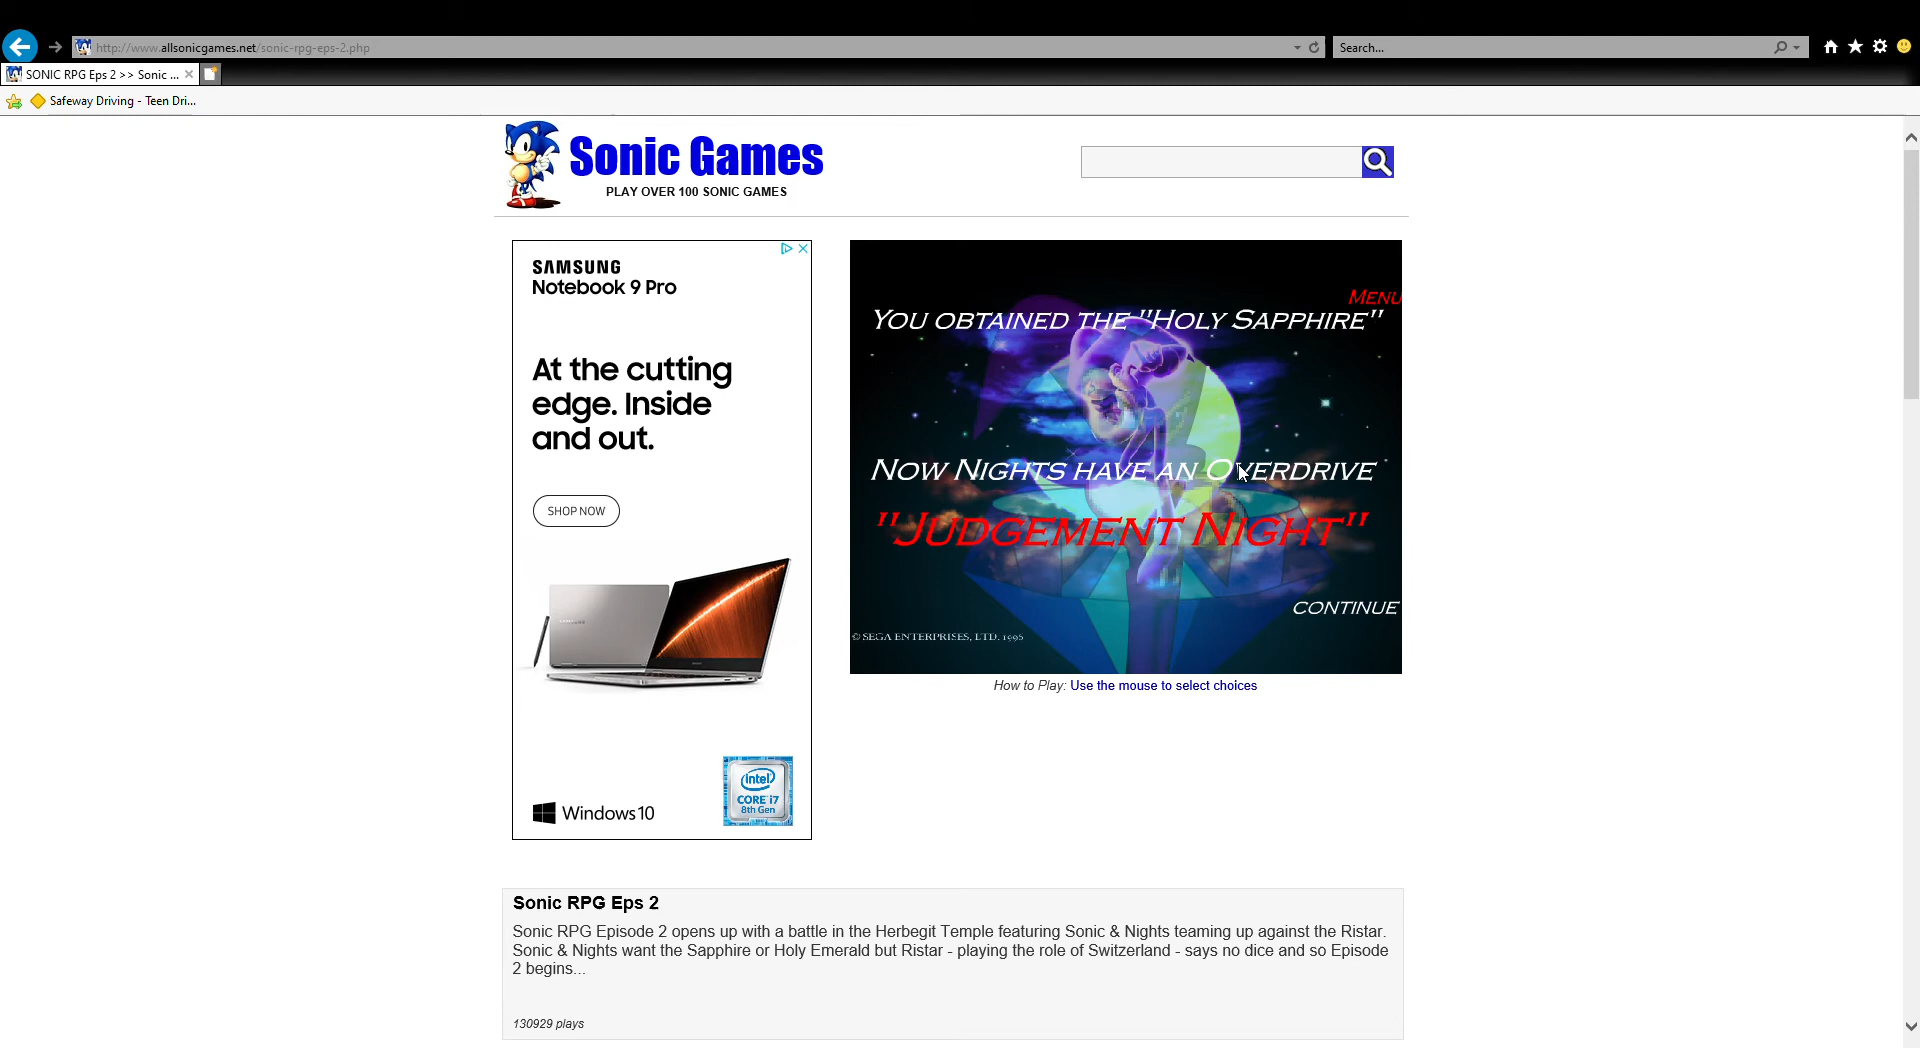 http://www.allsonicgames.net/sonic-rpg-eps-2.php
Search...
SONIC RPG Eps 2 >> Sonic ...
Safeway Driving - Teen Dri...
Sonic Games
PLAY OVER 100 SONIC GAMES
SAMSUNG
Notebook 9 Pro
At the cutting
edge. Inside
and out.
SHOP NOW
Windows 10
intel
CORE i7
8th Gen
MENU
YOU OBTAINED THE "HOLY SAPPHIRE"
NOW NIGHTS HAVE AN OVERDRIVE
"JUDGEMENT NIGHT"
CONTINUE
© SEGA ENTERPRISES, LTD. 1996
How to Play: Use the mouse to select choices
Sonic RPG Eps 2
Sonic RPG Episode 2 opens up with a battle in the Herbegit Temple featuring Sonic & Nights teaming up against the Ristar.
Sonic & Nights want the Sapphire or Holy Emerald but Ristar - playing the role of Switzerland - says no dice and so Episode
2 begins...
130929 plays